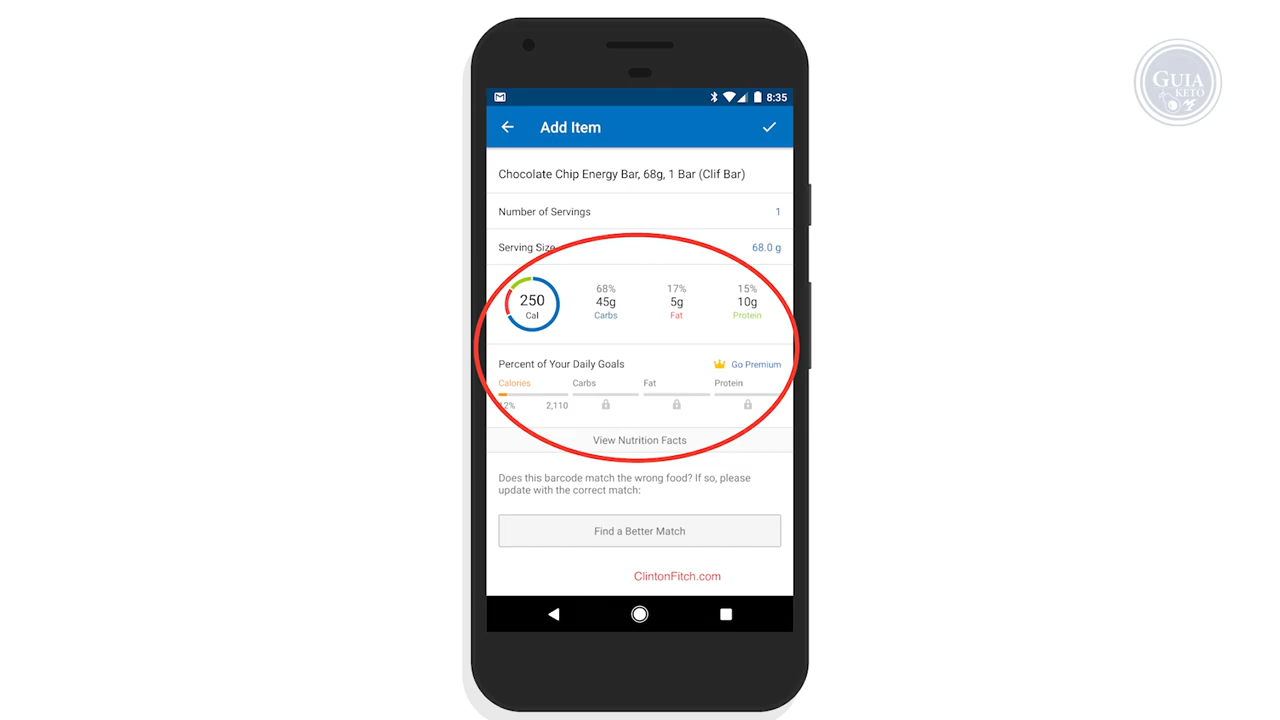 GUIA
KETO
8:35
Add Item
Chocolate Chip Energy Bar, 68g, 1 Bar (Clif Bar)
Number of Servings 1
Serving Size 68.0 g
68% 17% 15%
250 45g 5g 10g
Cal Carbs Fat Protein
Percent of Your Daily Goals Go Premium
Calories Carbs Fat Protein
12% 2,110
View Nutrition Facts
Does this barcode match the wrong food? If so, please
update with the correct match:
Find a Better Match
ClintonFitch.com